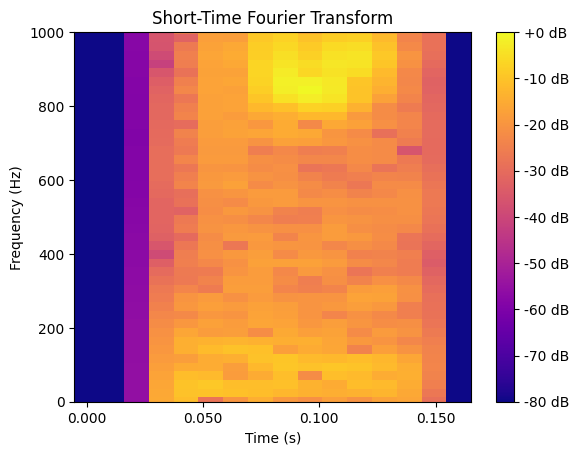 Short-Time Fourier Transform
1000
800
600
400
200
0
Frequency (Hz)
0.000
0.050
0.100
0.150
Time (s)
+0 dB
-10 dB
-20 dB
-30 dB
-40 dB
-50 dB
-60 dB
-70 dB
-80 dB